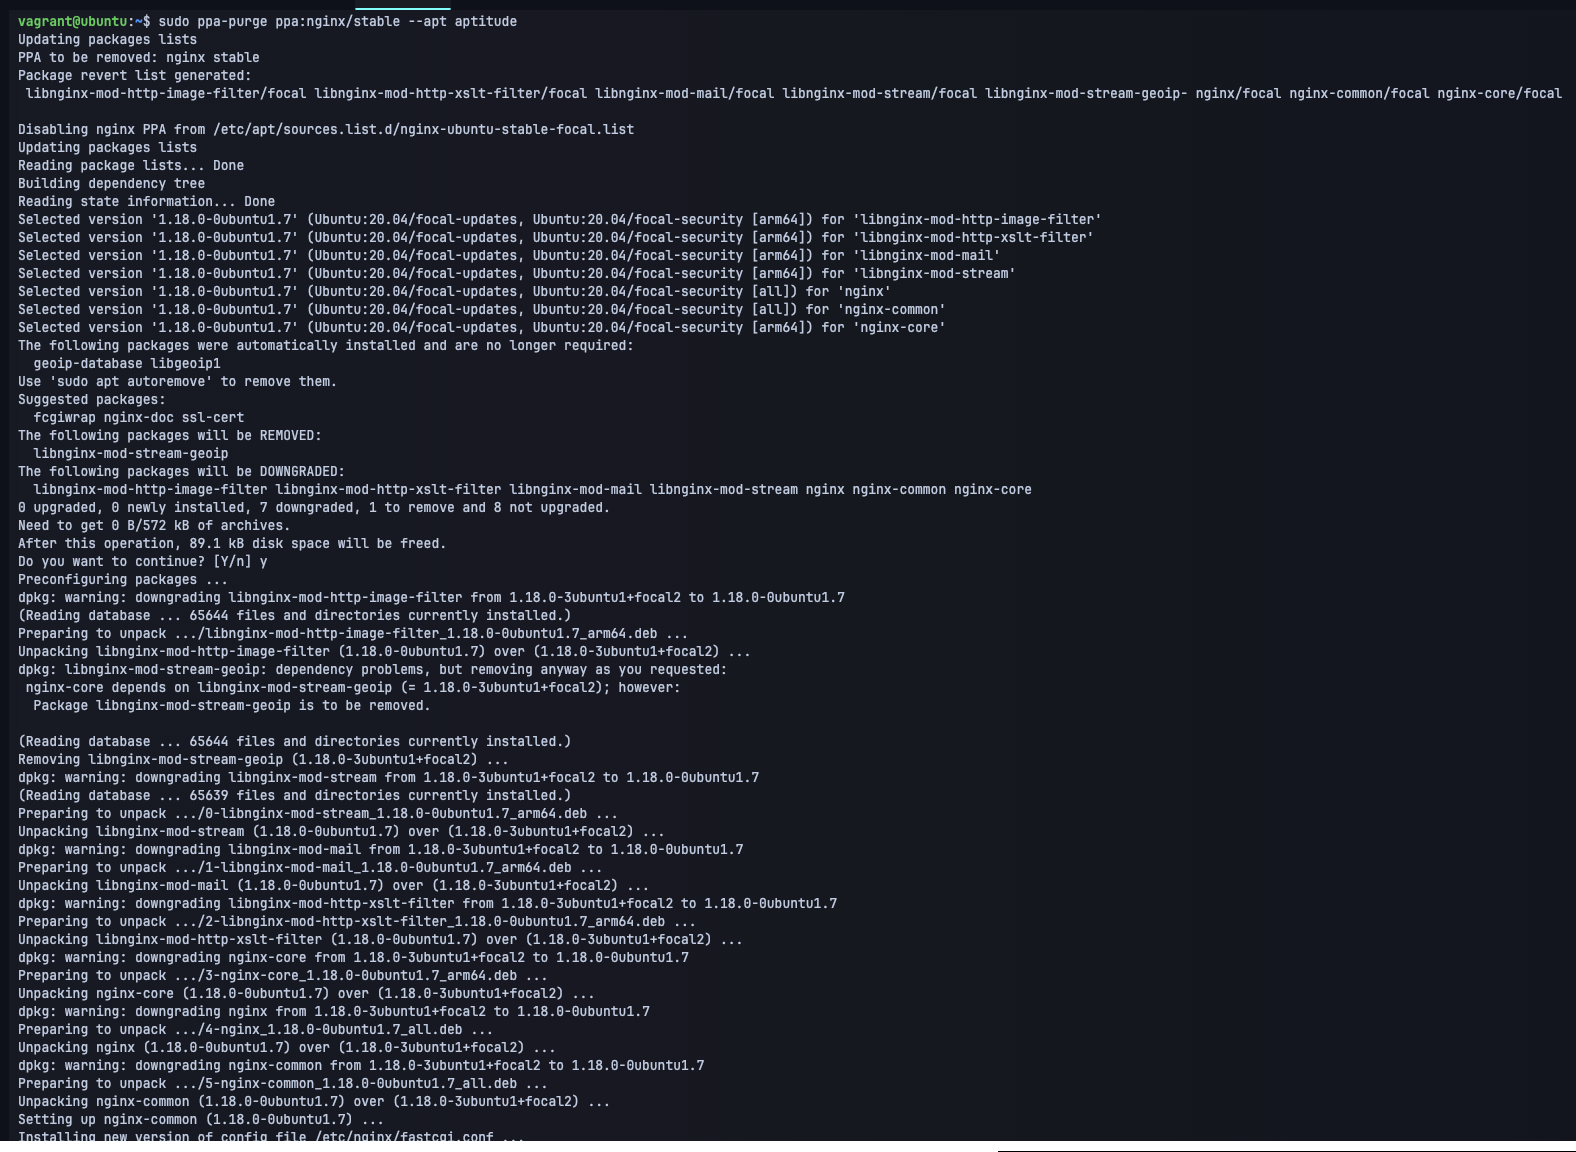 vagrant@ubuntu:~$ sudo ppa-purge ppa:nginx/stable --apt aptitude
Updating packages lists
PPA to be removed: nginx stable
Package revert list generated:
 libnginx-mod-http-image-filter/focal libnginx-mod-http-xslt-filter/focal libnginx-mod-mail/focal libnginx-mod-stream/focal libnginx-mod-stream-geoip- nginx/focal nginx-common/focal nginx-core/focal

Disabling nginx PPA from /etc/apt/sources.list.d/nginx-ubuntu-stable-focal.list
Updating packages lists
Reading package lists... Done
Building dependency tree
Reading state information... Done
Selected version '1.18.0-0ubuntu1.7' (Ubuntu:20.04/focal-updates, Ubuntu:20.04/focal-security [arm64]) for 'libnginx-mod-http-image-filter'
Selected version '1.18.0-0ubuntu1.7' (Ubuntu:20.04/focal-updates, Ubuntu:20.04/focal-security [arm64]) for 'libnginx-mod-http-xslt-filter'
Selected version '1.18.0-0ubuntu1.7' (Ubuntu:20.04/focal-updates, Ubuntu:20.04/focal-security [arm64]) for 'libnginx-mod-mail'
Selected version '1.18.0-0ubuntu1.7' (Ubuntu:20.04/focal-updates, Ubuntu:20.04/focal-security [arm64]) for 'libnginx-mod-stream'
Selected version '1.18.0-0ubuntu1.7' (Ubuntu:20.04/focal-updates, Ubuntu:20.04/focal-security [all]) for 'nginx'
Selected version '1.18.0-0ubuntu1.7' (Ubuntu:20.04/focal-updates, Ubuntu:20.04/focal-security [all]) for 'nginx-common'
Selected version '1.18.0-0ubuntu1.7' (Ubuntu:20.04/focal-updates, Ubuntu:20.04/focal-security [arm64]) for 'nginx-core'
The following packages were automatically installed and are no longer required:
  geoip-database libgeoip1
Use 'sudo apt autoremove' to remove them.
Suggested packages:
  fcgiwrap nginx-doc ssl-cert
The following packages will be REMOVED:
  libnginx-mod-stream-geoip
The following packages will be DOWNGRADED:
  libnginx-mod-http-image-filter libnginx-mod-http-xslt-filter libnginx-mod-mail libnginx-mod-stream nginx nginx-common nginx-core
0 upgraded, 0 newly installed, 7 downgraded, 1 to remove and 8 not upgraded.
Need to get 0 B/572 kB of archives.
After this operation, 89.1 kB disk space will be freed.
Do you want to continue? [Y/n] y
Preconfiguring packages ...
dpkg: warning: downgrading libnginx-mod-http-image-filter from 1.18.0-3ubuntu1+focal2 to 1.18.0-0ubuntu1.7
(Reading database ... 65644 files and directories currently installed.)
Preparing to unpack .../libnginx-mod-http-image-filter_1.18.0-0ubuntu1.7_arm64.deb ...
Unpacking libnginx-mod-http-image-filter (1.18.0-0ubuntu1.7) over (1.18.0-3ubuntu1+focal2) ...
dpkg: libnginx-mod-stream-geoip: dependency problems, but removing anyway as you requested:
 nginx-core depends on libnginx-mod-stream-geoip (= 1.18.0-3ubuntu1+focal2); however:
  Package libnginx-mod-stream-geoip is to be removed.

(Reading database ... 65644 files and directories currently installed.)
Removing libnginx-mod-stream-geoip (1.18.0-3ubuntu1+focal2) ...
dpkg: warning: downgrading libnginx-mod-stream from 1.18.0-3ubuntu1+focal2 to 1.18.0-0ubuntu1.7
(Reading database ... 65639 files and directories currently installed.)
Preparing to unpack .../0-libnginx-mod-stream_1.18.0-0ubuntu1.7_arm64.deb ...
Unpacking libnginx-mod-stream (1.18.0-0ubuntu1.7) over (1.18.0-3ubuntu1+focal2) ...
dpkg: warning: downgrading libnginx-mod-mail from 1.18.0-3ubuntu1+focal2 to 1.18.0-0ubuntu1.7
Preparing to unpack .../1-libnginx-mod-mail_1.18.0-0ubuntu1.7_arm64.deb ...
Unpacking libnginx-mod-mail (1.18.0-0ubuntu1.7) over (1.18.0-3ubuntu1+focal2) ...
dpkg: warning: downgrading libnginx-mod-http-xslt-filter from 1.18.0-3ubuntu1+focal2 to 1.18.0-0ubuntu1.7
Preparing to unpack .../2-libnginx-mod-http-xslt-filter_1.18.0-0ubuntu1.7_arm64.deb ...
Unpacking libnginx-mod-http-xslt-filter (1.18.0-0ubuntu1.7) over (1.18.0-3ubuntu1+focal2) ...
dpkg: warning: downgrading nginx-core from 1.18.0-3ubuntu1+focal2 to 1.18.0-0ubuntu1.7
Preparing to unpack .../3-nginx-core_1.18.0-0ubuntu1.7_arm64.deb ...
Unpacking nginx-core (1.18.0-0ubuntu1.7) over (1.18.0-3ubuntu1+focal2) ...
dpkg: warning: downgrading nginx from 1.18.0-3ubuntu1+focal2 to 1.18.0-0ubuntu1.7
Preparing to unpack .../4-nginx_1.18.0-0ubuntu1.7_all.deb ...
Unpacking nginx (1.18.0-0ubuntu1.7) over (1.18.0-3ubuntu1+focal2) ...
dpkg: warning: downgrading nginx-common from 1.18.0-3ubuntu1+focal2 to 1.18.0-0ubuntu1.7
Preparing to unpack .../5-nginx-common_1.18.0-0ubuntu1.7_all.deb ...
Unpacking nginx-common (1.18.0-0ubuntu1.7) over (1.18.0-3ubuntu1+focal2) ...
Setting up nginx-common (1.18.0-0ubuntu1.7) ...
Installing new version of config file /etc/nginx/fastcgi.conf ...